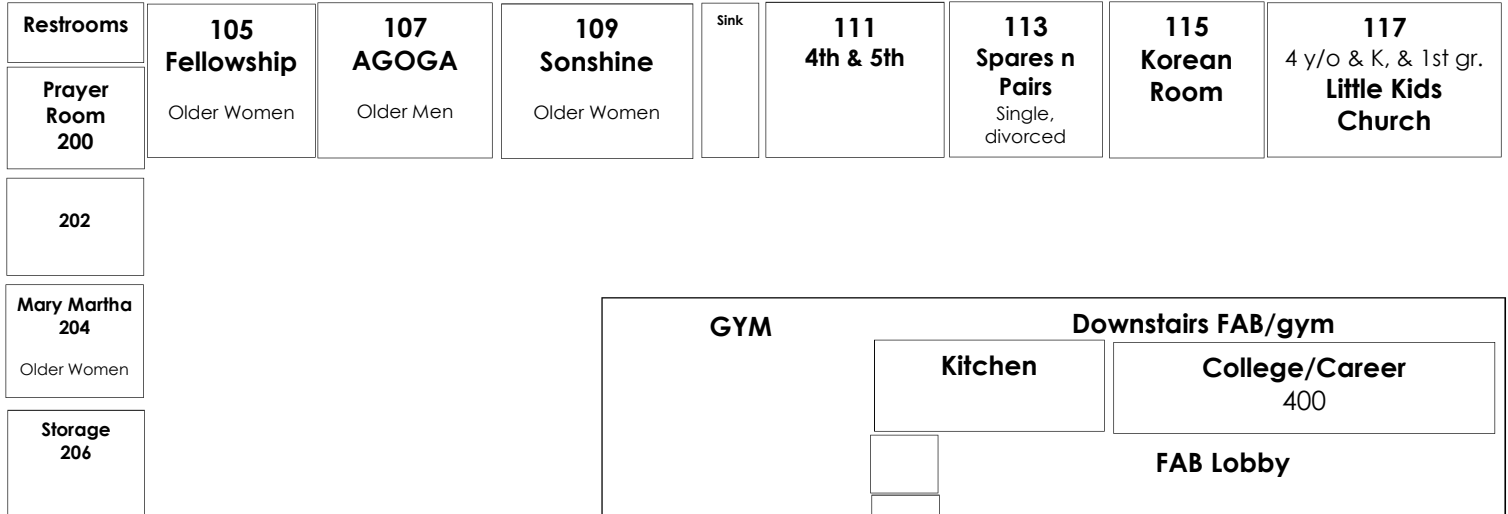 Restrooms
105
Fellowship
Older Women
107
AGOGA
Older Men
109
Sonshine
Older Women
Sink
111
4th & 5th
113
Spares n
Pairs
Single,
divorced
115
Korean
Room
117
4 y/o & K, & 1st gr.
Little Kids
Church
Prayer
Room
200
202
Mary Martha
204
Older Women
Storage
206
GYM
Downstairs FAB/gym
Kitchen
College/Career
400
FAB Lobby